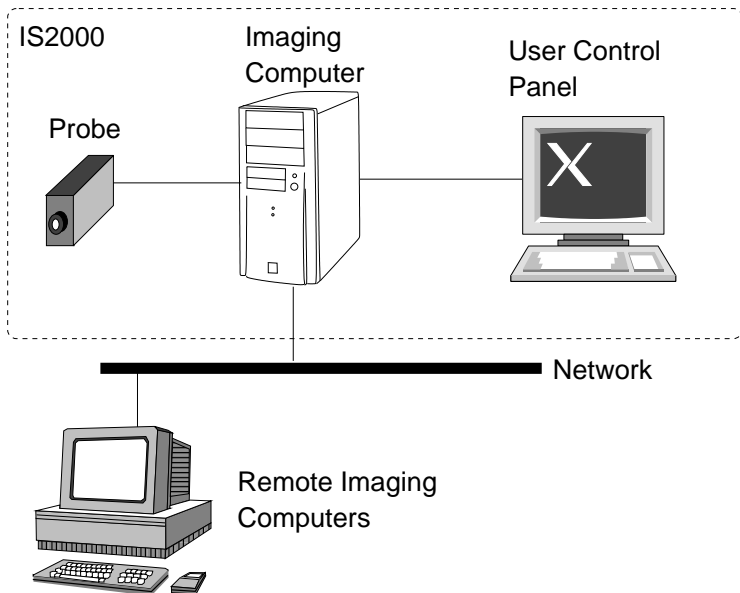 IS2000
Imaging
Computer
User Control
Panel
Probe
X
Network
Remote Imaging
Computers